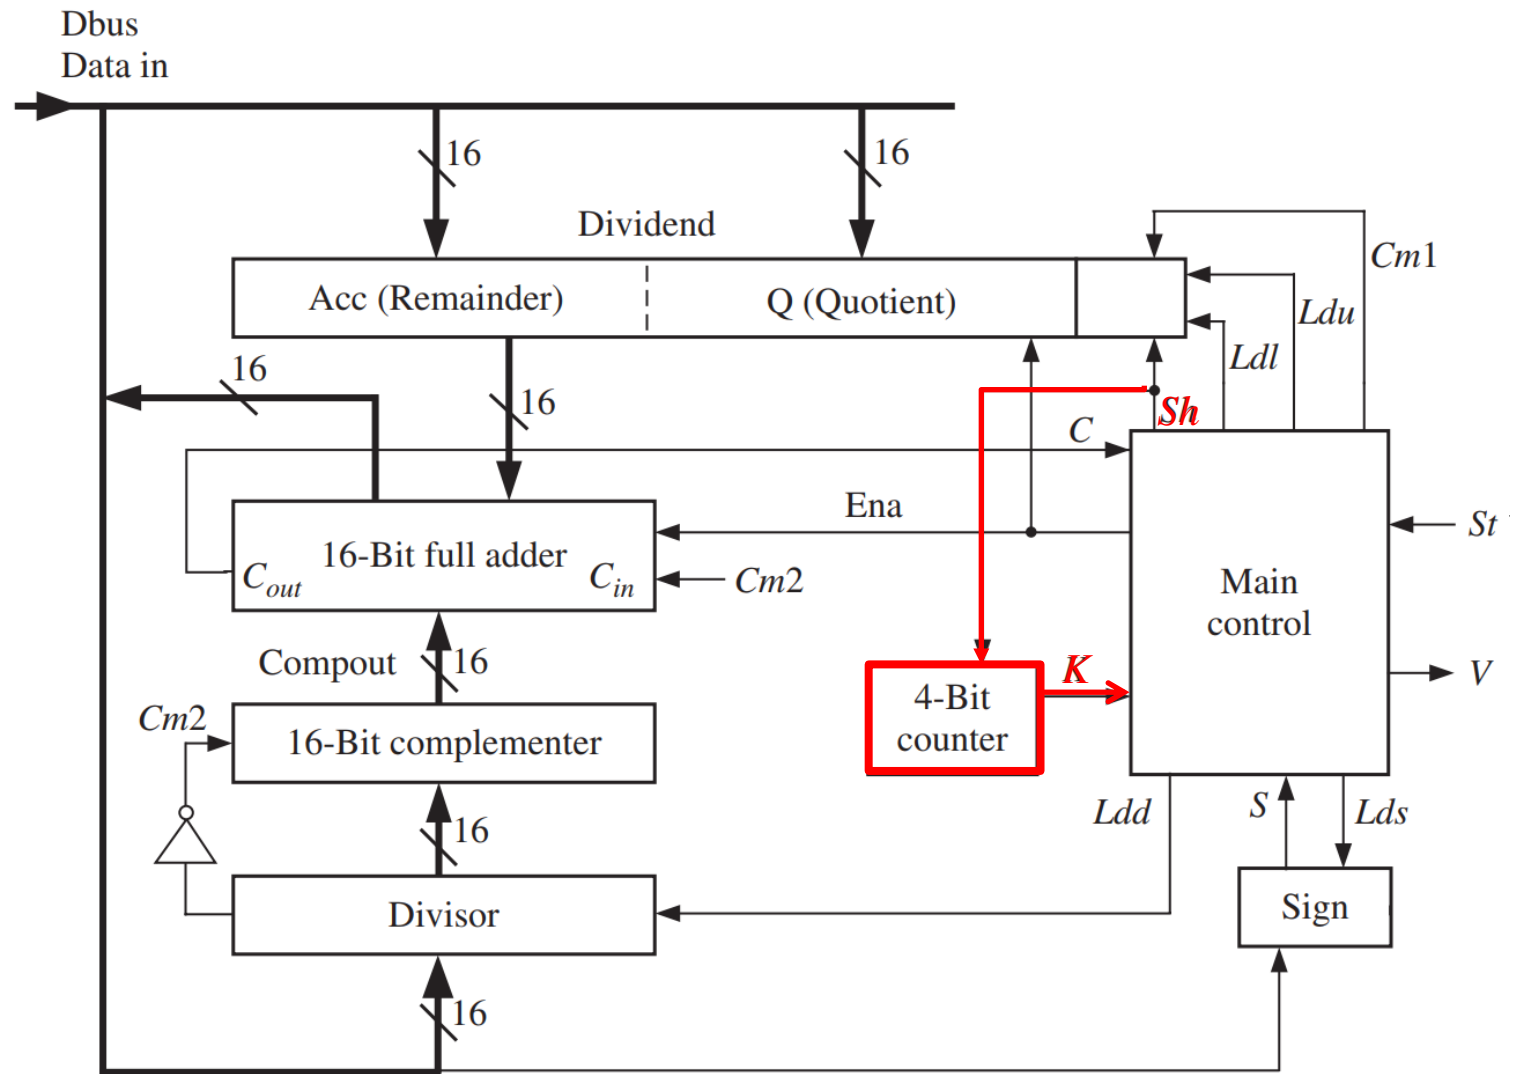 Dbus
Data in
16
16
Dividend
Acc (Remainder)
Q (Quotient)
Cm1
Ldu
Ldl
16
16
Sh
C
Ena
16-Bit full adder
Cout
Cin
Cm2
St
Main
control
Compout
16
K
V
4-Bit
counter
Cm2
16-Bit complementer
16
Ldd
S
Lds
Divisor
Sign
16